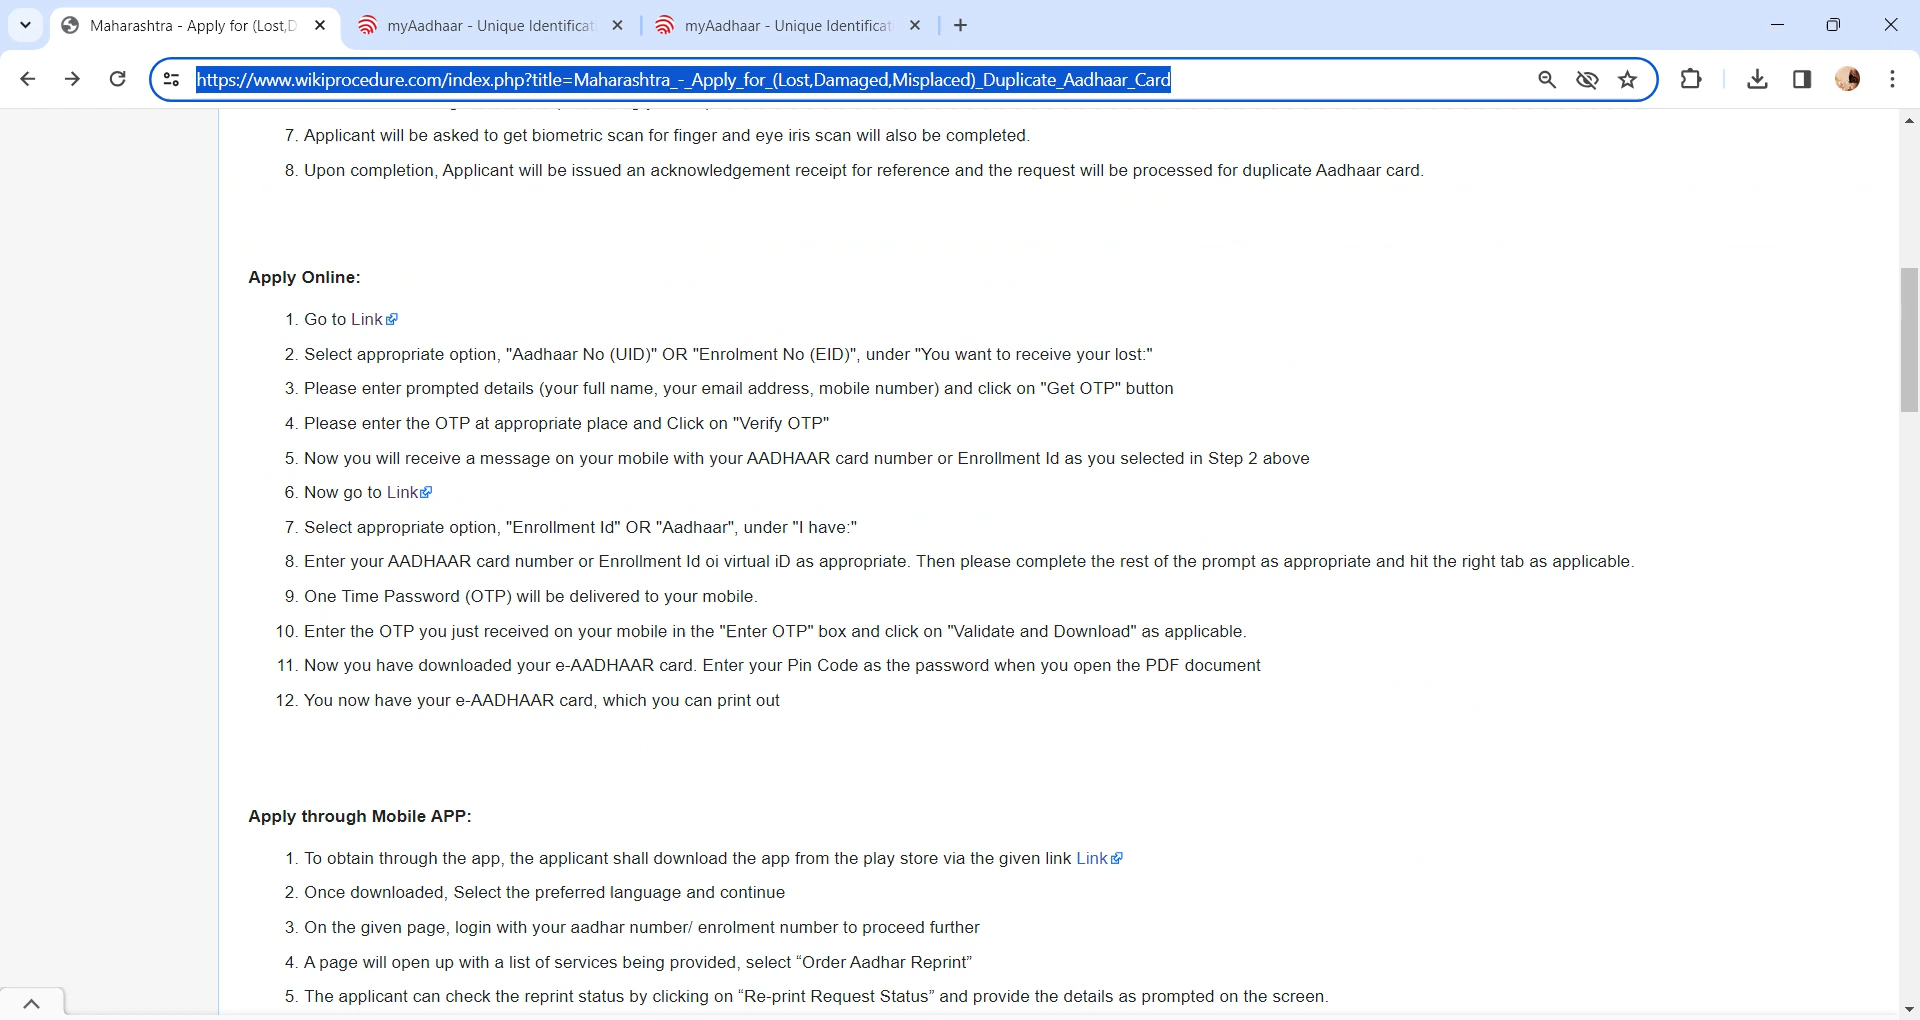 Maharashtra - Apply for (Lost,D
myAadhaar - Unique Identificati
myAadhaar - Unique Identificati
https://www.wikiprocedure.com/index.php?title=Maharashtra_-_Apply_for_(Lost,Damaged,Misplaced)_Duplicate_Aadhaar_Card
7. Applicant will be asked to get biometric scan for finger and eye iris scan will also be completed.
8. Upon completion, Applicant will be issued an acknowledgement receipt for reference and the request will be processed for duplicate Aadhaar card.
Apply Online:
1. Go to Link
2. Select appropriate option, "Aadhaar No (UID)" OR "Enrolment No (EID)", under "You want to receive your lost:"
3. Please enter prompted details (your full name, your email address, mobile number) and click on "Get OTP" button
4. Please enter the OTP at appropriate place and Click on "Verify OTP"
5. Now you will receive a message on your mobile with your AADHAAR card number or Enrollment Id as you selected in Step 2 above
6. Now go to Link
7. Select appropriate option, "Enrollment Id" OR "Aadhaar", under "I have:"
8. Enter your AADHAAR card number or Enrollment Id oi virtual iD as appropriate. Then please complete the rest of the prompt as appropriate and hit the right tab as applicable.
9. One Time Password (OTP) will be delivered to your mobile.
10. Enter the OTP you just received on your mobile in the "Enter OTP" box and click on "Validate and Download" as applicable.
11. Now you have downloaded your e-AADHAAR card. Enter your Pin Code as the password when you open the PDF document
12. You now have your e-AADHAAR card, which you can print out
Apply through Mobile APP:
1. To obtain through the app, the applicant shall download the app from the play store via the given link Link
2. Once downloaded, Select the preferred language and continue
3. On the given page, login with your aadhar number/ enrolment number to proceed further
4. A page will open up with a list of services being provided, select “Order Aadhar Reprint”
5. The applicant can check the reprint status by clicking on “Re-print Request Status” and provide the details as prompted on the screen.